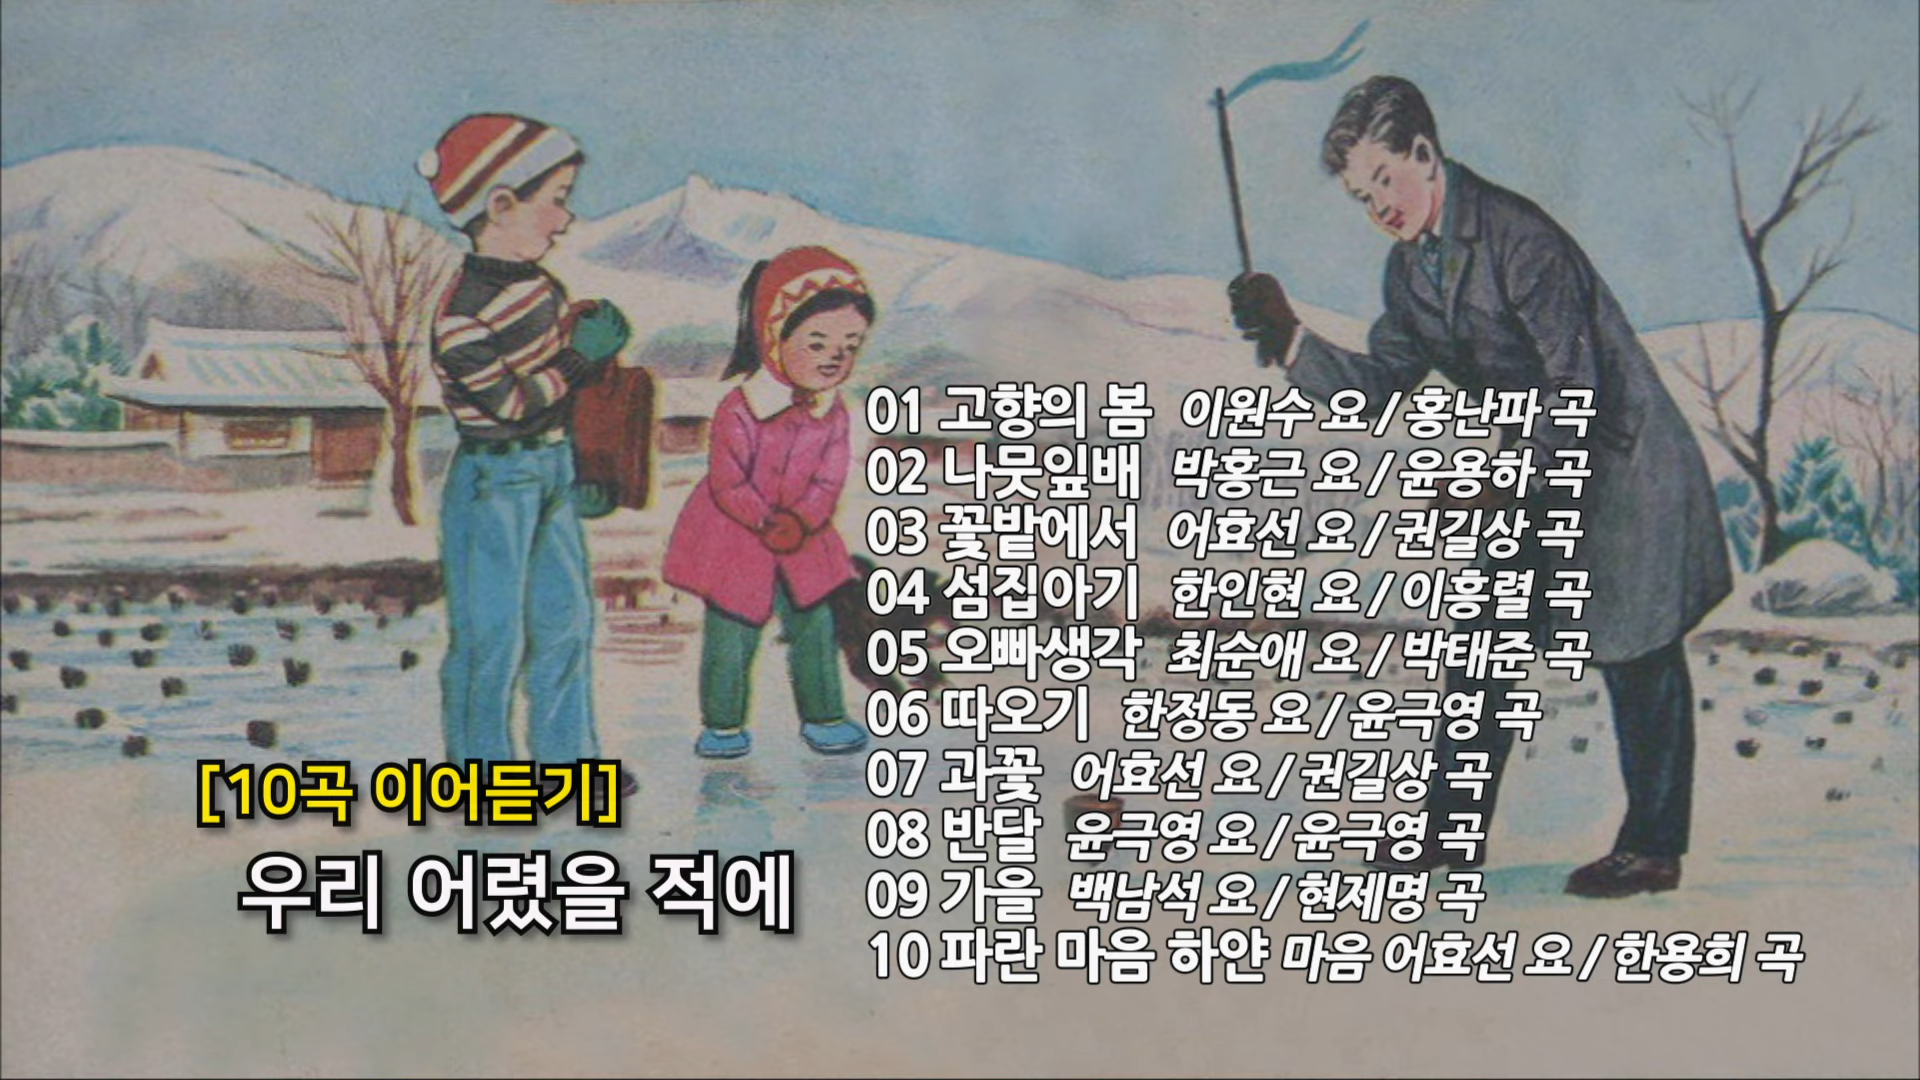 01 고향의 봄 이원수 요 / 홍난파 곡
02 나뭇잎배 박홍근 요 / 윤용하 곡
03 꽃밭에서 어효선 요 / 권길상 곡
04 섬집아기 한인현 요 / 이흥렬 곡
05 오빠생각 최순애 요 / 박태준 곡
06 따오기 한정동 요 / 윤극영 곡
07 과꽃 어효선 요 / 권길상 곡
08 반달 윤극영 요 / 윤극영 곡
09 가을 백남석 요 / 현제명 곡
10 파란 마음 하얀 마음 어효선 요 / 한용희 곡
[10곡 이어듣기]
우리 어렸을 적에